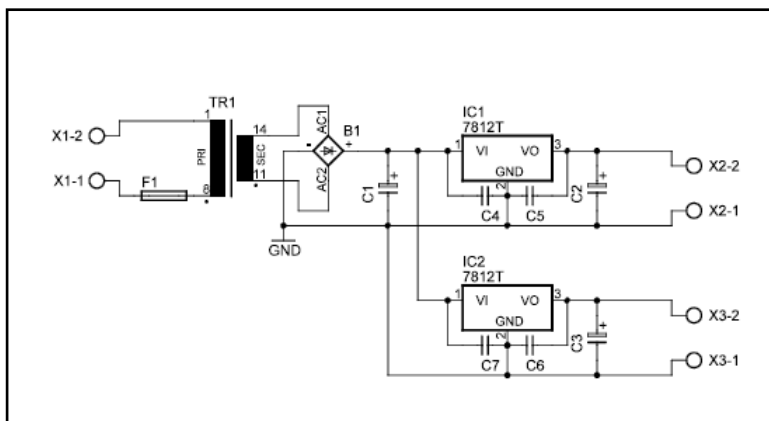 TR1
1
14
AC1
B1
IC1
7812T
X1-2
PRI
SEC
-
+
1
VI
VO
3
X2-2
GND
X1-1
F1
8
11
AC2
C1
+
2
C4
C5
C2
+
X2-1
GND
IC2
7812T
1
VI
VO
3
X3-2
GND
2
C7
C6
C3
+
X3-1